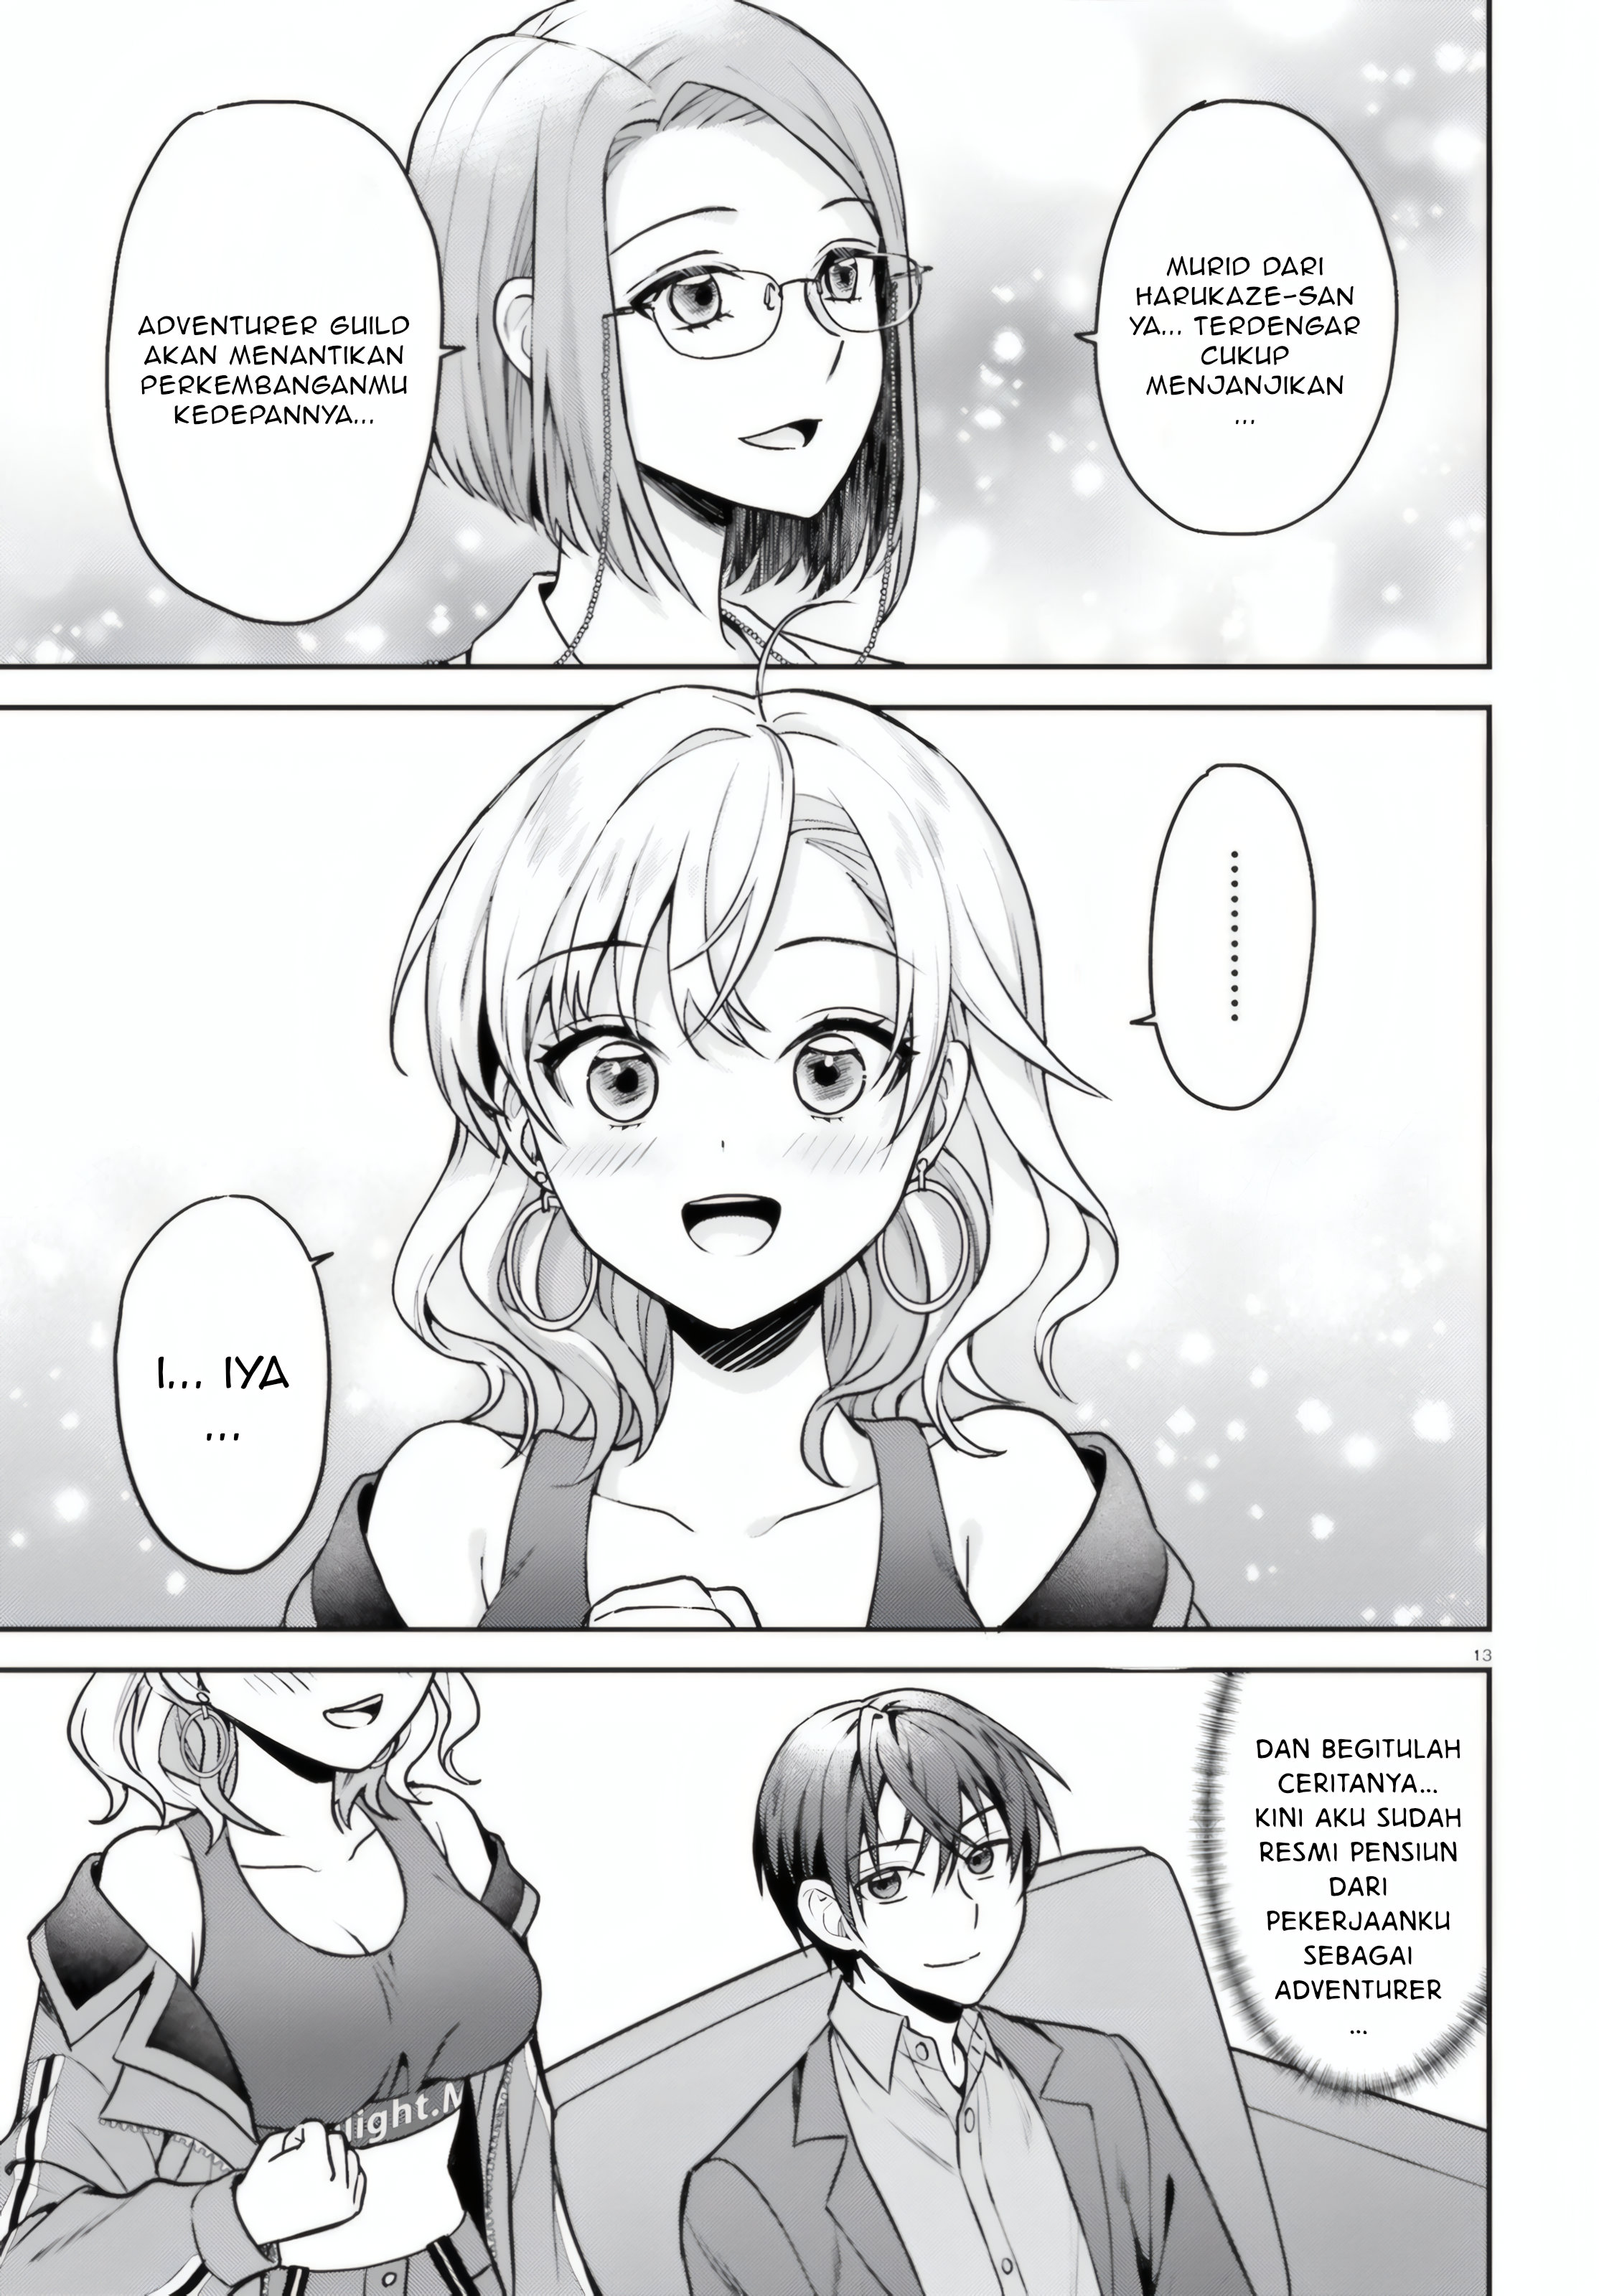 MURID DARI
HARUKAZE-SAN
YA... TERDENGAR
CUKUP
MENJANJIKAN
...
ADVENTURER GUILD
AKAN MENANTIKAN
PERKEMBANGANMU
KEDEPANNYA...
............
I... IYA
...
13
DAN BEGITULAH
CERITANYA...
KINI AKU SUDAH
RESMI PENSIUN
DARI
PEKERJAANKU
SEBAGAI
ADVENTURER
...
light.M